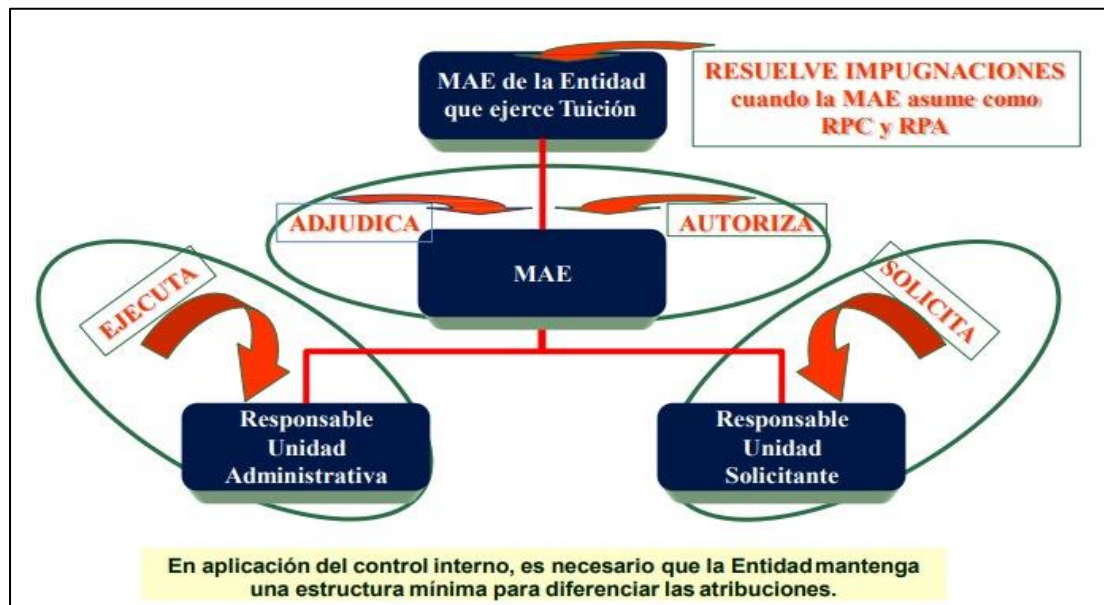 MAE de la Entidad
que ejerce Tuición
RESUELVE IMPUGNACIONES
cuando la MAE asume como
RPC y RPA
ADJUDICA
AUTORIZA
MAE
EJECUTA
SOLICITA
Responsable
Unidad
Administrativa
Responsable
Unidad
Solicitante
En aplicación del control interno, es necesario que la Entidad mantenga
una estructura mínima para diferenciar las atribuciones.